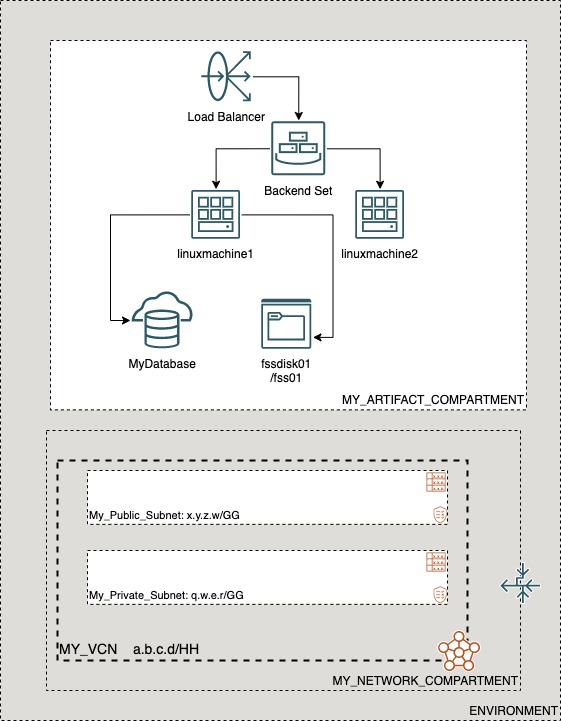 Load Balancer
Backend Set
linuxmachine1
linuxmachine2
MyDatabase
fssdisk01
/fss01
MY_ARTIFACT_COMPARTMENT
My_Public_Subnet: x.y.z.w/GG
My_Private_Subnet: q.w.e.r/GG
MY_VCN a.b.c.d/HH
MY_NETWORK_COMPARTMENT
ENVIRONMENT